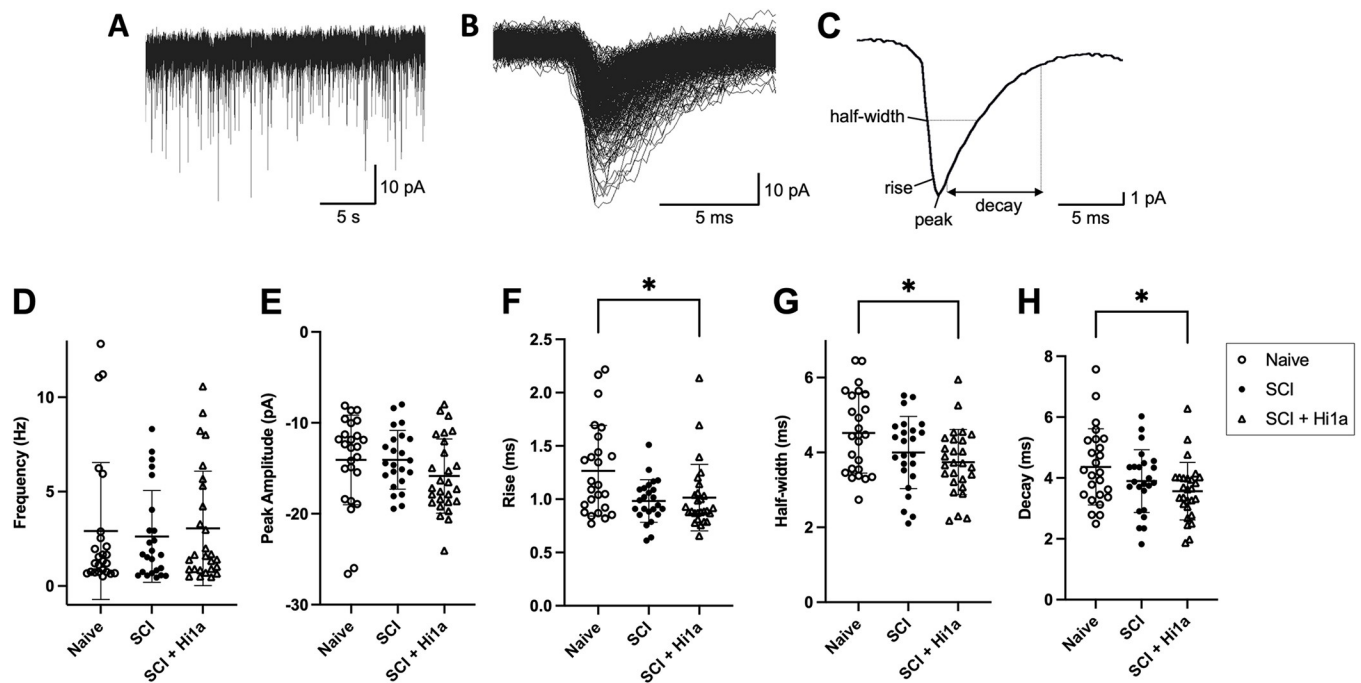 A
10 pA
5 s
B
10 pA
5 ms
C
half-width
rise
peak
decay
1 pA
5 ms
D
Frequency (Hz)
10
5
0
Naive
SCI
SCI + Hi1a
E
Peak Amplitude (pA)
0
-10
-20
-30
Naive
SCI
SCI + Hi1a
F
*
Rise (ms)
2.5
2.0
1.5
1.0
0.5
0.0
Naive
SCI
SCI + Hi1a
G
*
Half-width (ms)
6
4
2
0
Naive
SCI
SCI + Hi1a
H
*
Decay (ms)
8
6
4
2
0
Naive
SCI
SCI + Hi1a
Naive
SCI
SCI + Hi1a